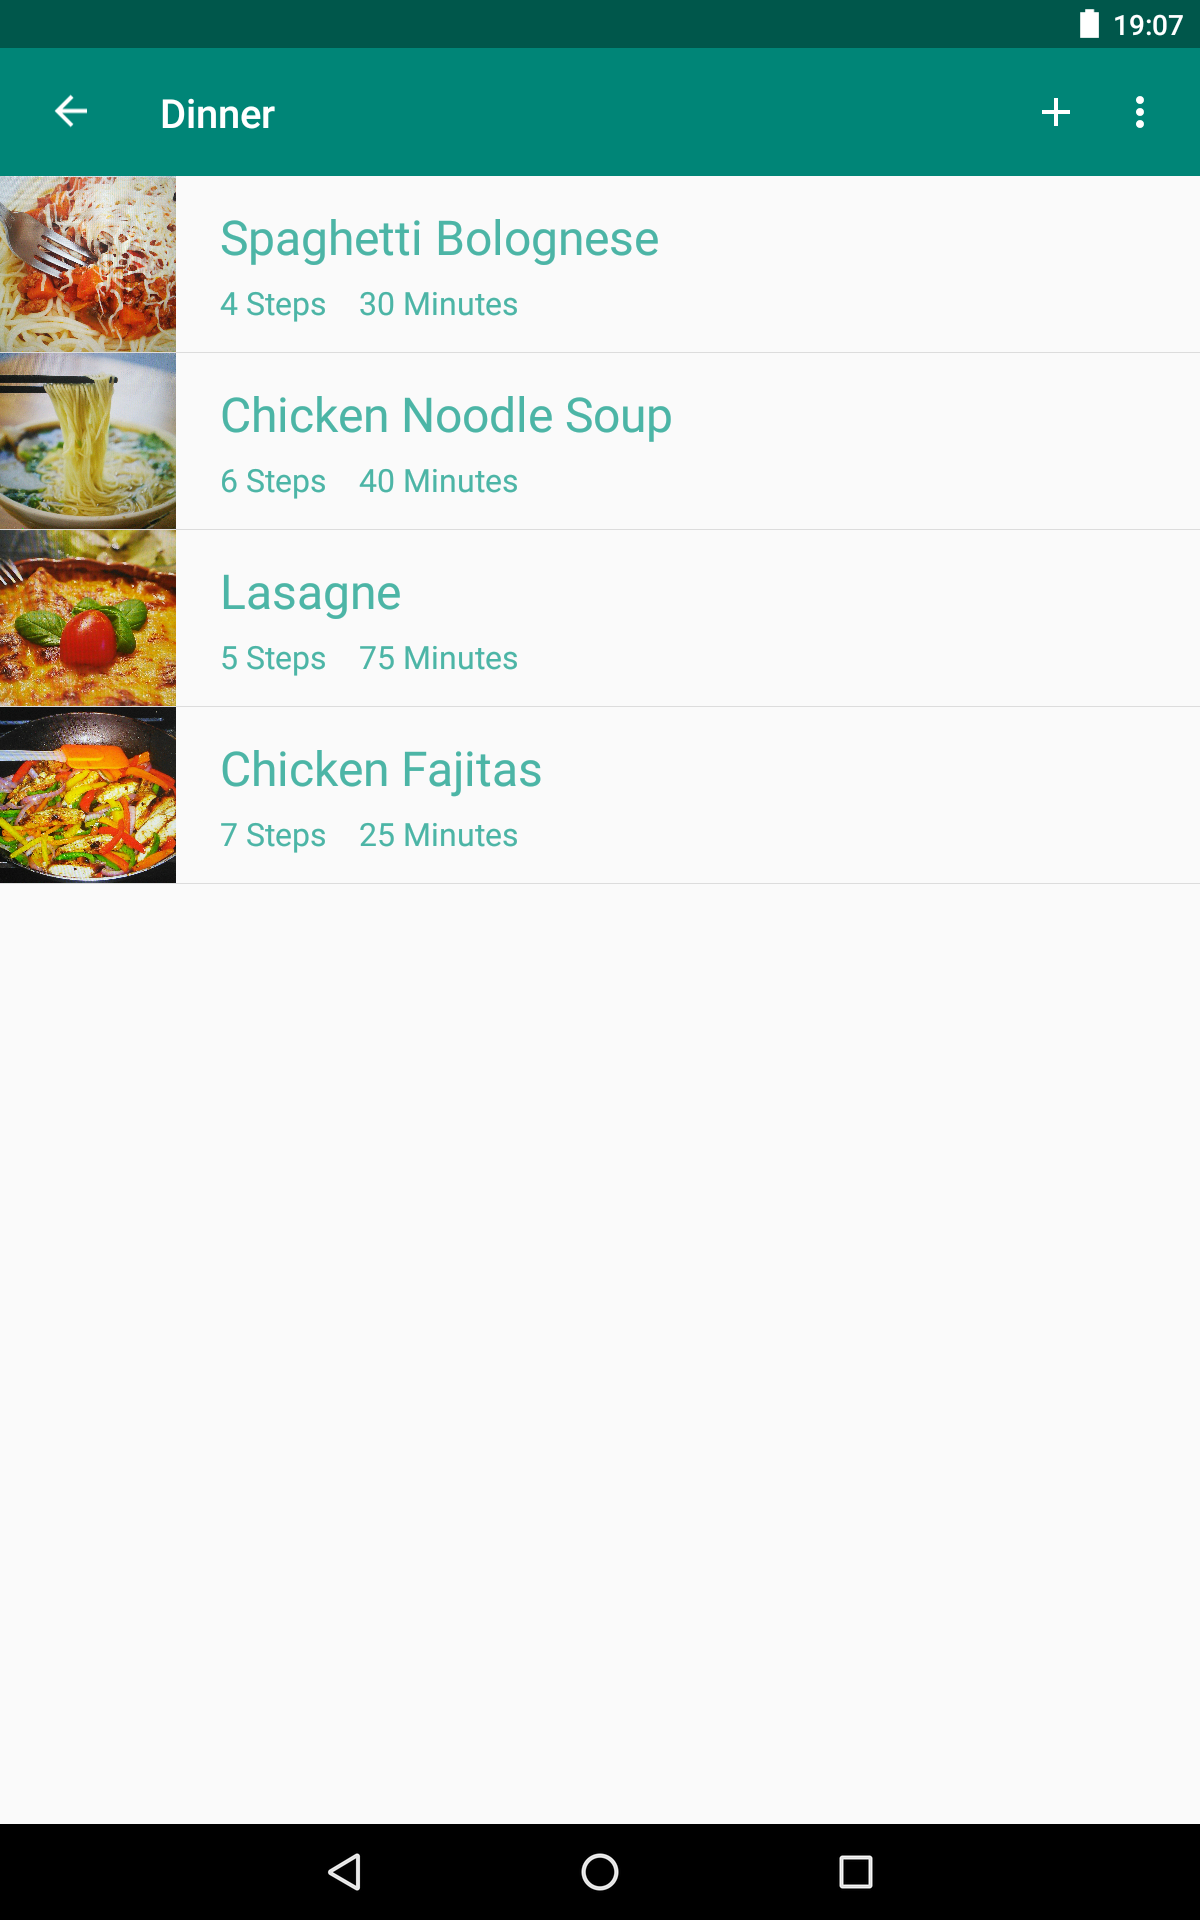 19:07
Dinner
Spaghetti Bolognese
4 Steps 30 Minutes
Chicken Noodle Soup
6 Steps 40 Minutes
Lasagne
5 Steps 75 Minutes
Chicken Fajitas
7 Steps 25 Minutes